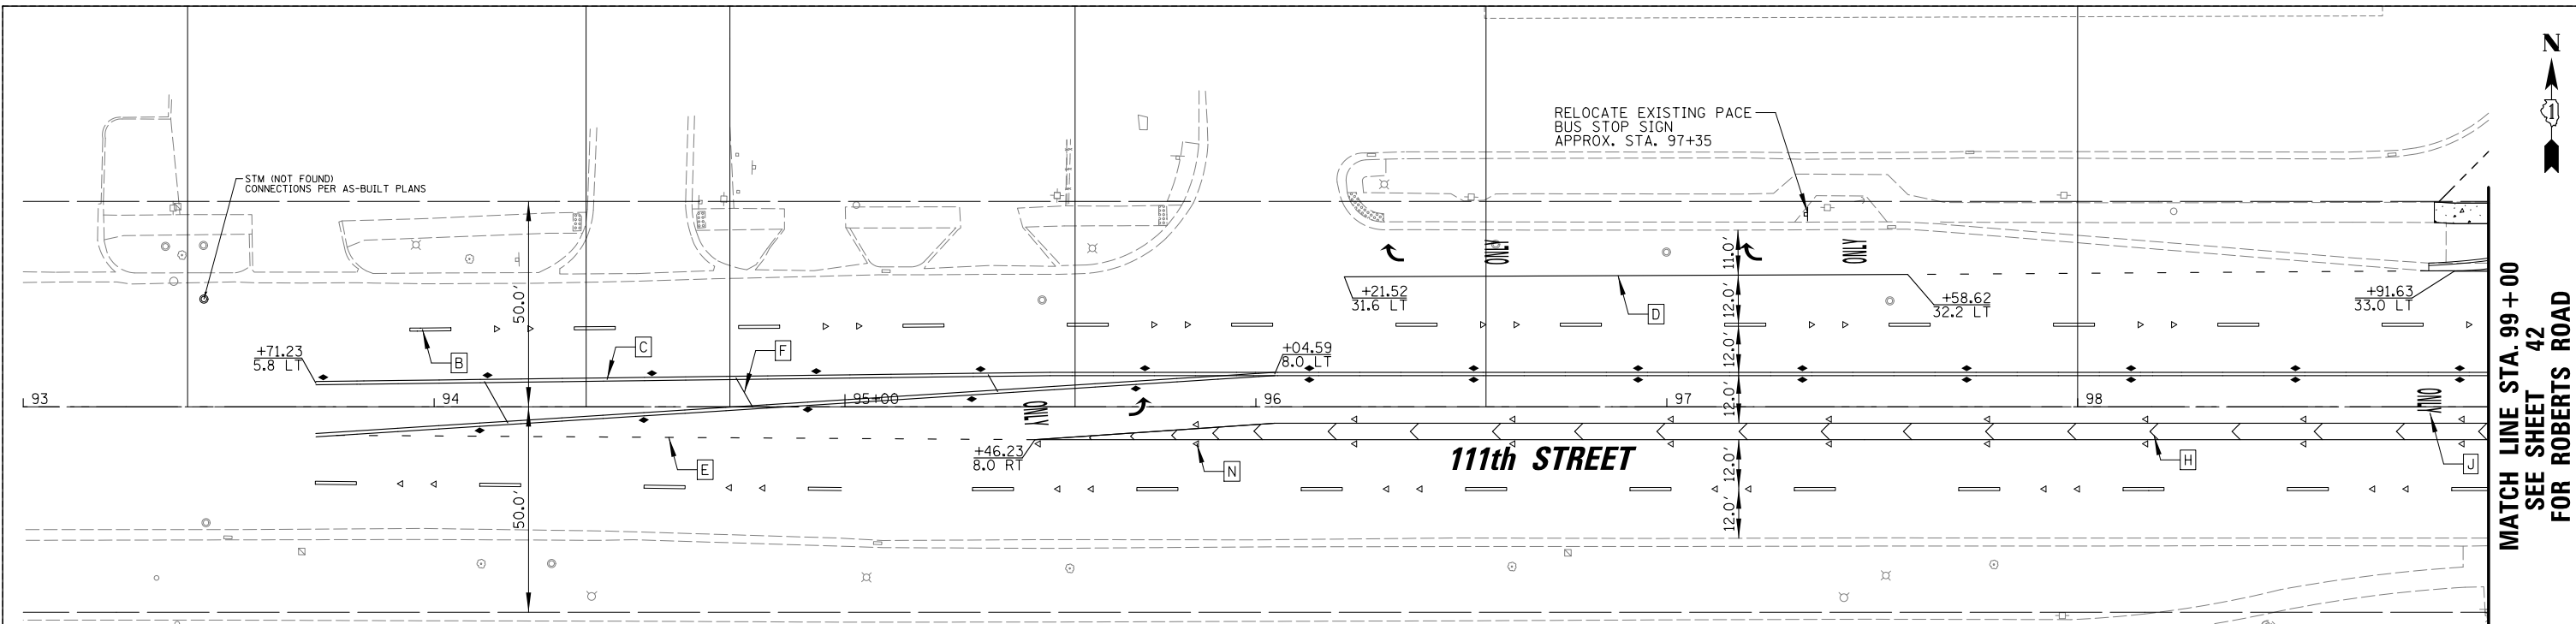 N
1
RELOCATE EXISTING PACE
BUS STOP SIGN
APPROX. STA. 97+35
STM (NOT FOUND)
CONNECTIONS PER AS-BUILT PLANS
50.0'
ONLY
ONLY
11.0'
+21.52
31.6 LT
D
12.0'
+58.62
32.2 LT
+91.63
33.0 LT
+71.23
5.8 LT
B
C
F
+04.59
8.0 LT
12.0'
93
94
95+00
96
97
98
12.0'
ONLY
ONLY
E
+46.23
8.0 RT
N
111th STREET
12.0'
H
J
50.0'
12.0'
MATCH LINE STA. 99+00
SEE SHEET 42
FOR ROBERTS ROAD